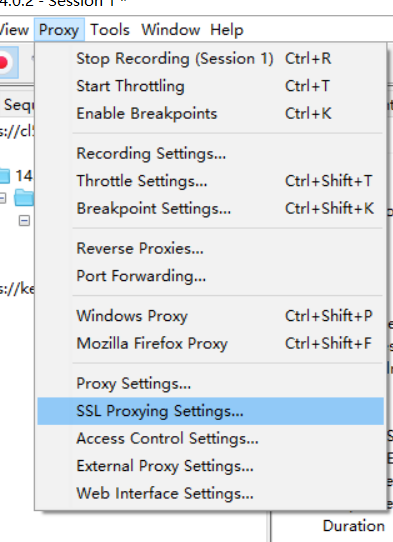 4.0.2 - Session 1 *
View Proxy Tools Window Help
Stop Recording (Session 1) Ctrl+R
Start Throttling Ctrl+T
Enable Breakpoints Ctrl+K
Recording Settings...
Throttle Settings... Ctrl+Shift+T
Breakpoint Settings... Ctrl+Shift+K
Reverse Proxies...
Port Forwarding...
Windows Proxy Ctrl+Shift+P
Mozilla Firefox Proxy Ctrl+Shift+F
Proxy Settings...
SSL Proxying Settings...
Access Control Settings...
External Proxy Settings...
Web Interface Settings...
Sequ
s://cl
14
s://ke
Duration